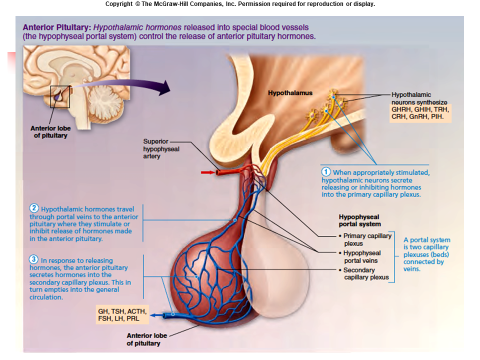 Copyright © The McGraw-Hill Companies, Inc. Permission required for reproduction or display.
Anterior Pituitary: Hypothalamic hormones released into special blood vessels
(the hypophyseal portal system) control the release of anterior pituitary hormones.
Hypothalamus
Hypothalamic
neurons synthesize
GHRH, GHIH, TRH,
CRH, GnRH, PIH.
Anterior lobe
of pituitary
Superior
hypophyseal
artery
1 When appropriately stimulated,
hypothalamic neurons secrete
releasing or inhibiting hormones
into the primary capillary plexus.
2 Hypothalamic hormones travel
through portal veins to the anterior
pituitary where they stimulate or
inhibit release of hormones made
in the anterior pituitary.
Hypophyseal
portal system
• Primary capillary
plexus
• Hypophyseal
portal veins
• Secondary
capillary plexus
A portal system
is two capillary
plexuses (beds)
connected by
veins.
3 In response to releasing
hormones, the anterior pituitary
secretes hormones into the
secondary capillary plexus. This in
turn empties into the general
circulation.
GH, TSH, ACTH,
FSH, LH, PRL
Anterior lobe
of pituitary